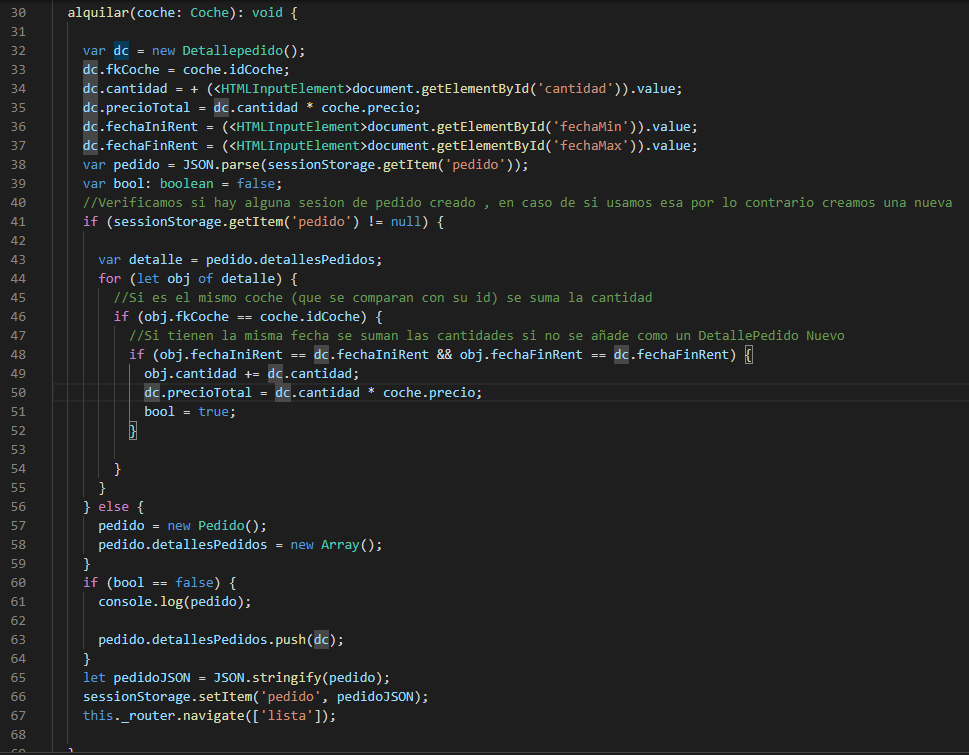 30 alquilar(coche: Coche): void {
31
32 var dc = new Detallepedido();
33 dc.fkCoche = coche.idCoche;
34 dc.cantidad = + (<HTMLInputElement>document.getElementById('cantidad')).value;
35 dc.precioTotal = dc.cantidad * coche.precio;
36 dc.fechaIniRent = (<HTMLInputElement>document.getElementById('fechaMin')).value;
37 dc.fechaFinRent = (<HTMLInputElement>document.getElementById('fechaMax')).value;
38 var pedido = JSON.parse(sessionStorage.getItem('pedido'));
39 var bool: boolean = false;
40 //Verificamos si hay alguna sesion de pedido creado , en caso de si usamos esa por lo contrario creamos una nueva
41 if (sessionStorage.getItem('pedido') != null) {
42
43 var detalle = pedido.detallesPedidos;
44 for (let obj of detalle) {
45 //Si es el mismo coche (que se comparan con su id) se suma la cantidad
46 if (obj.fkCoche == coche.idCoche) {
47 //Si tienen la misma fecha se suman las cantidades si no se añade como un DetallePedido Nuevo
48 if (obj.fechaIniRent == dc.fechaIniRent && obj.fechaFinRent == dc.fechaFinRent) {
49 obj.cantidad += dc.cantidad;
50 dc.precioTotal = dc.cantidad * coche.precio;
51 bool = true;
52 }
53
54 }
55 }
56 } else {
57 pedido = new Pedido();
58 pedido.detallesPedidos = new Array();
59 }
60 if (bool == false) {
61 console.log(pedido);
62
63 pedido.detallesPedidos.push(dc);
64 }
65 let pedidoJSON = JSON.stringify(pedido);
66 sessionStorage.setItem('pedido', pedidoJSON);
67 this._router.navigate(['lista']);
68
69 }